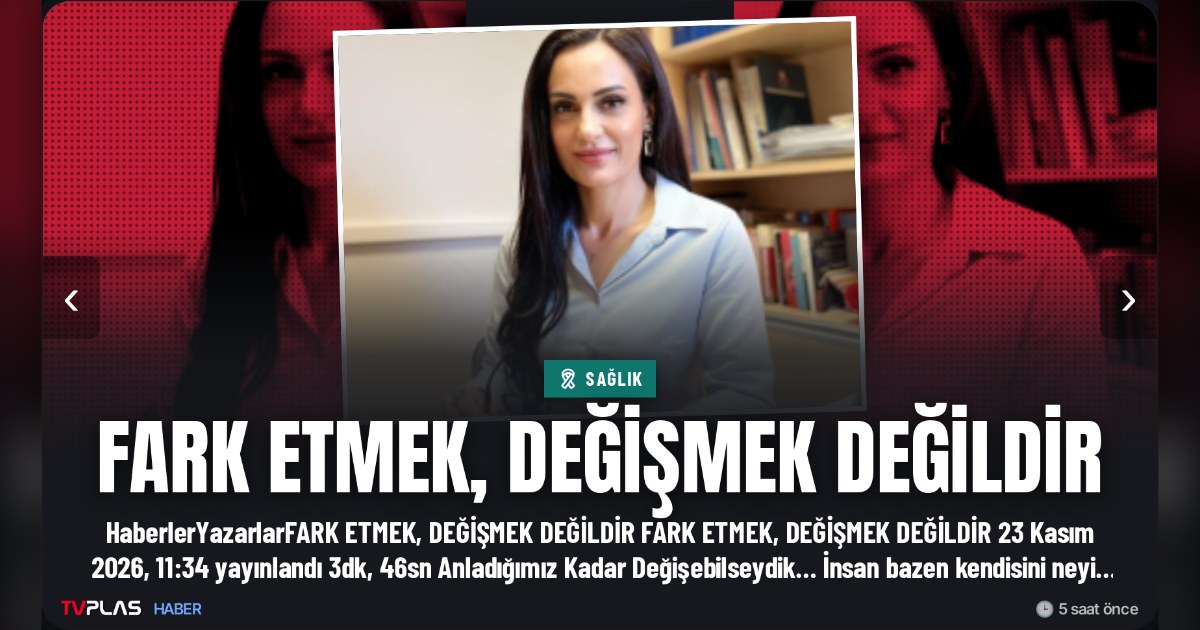 SAĞLIK
FARK ETMEK, DEĞİŞMEK DEĞİLDİR
HaberlerYazarlarFARK ETMEK, DEĞİŞMEK DEĞİLDİR FARK ETMEK, DEĞİŞMEK DEĞİLDİR 23 Kasım
2026, 11:34 yayınlandı 3dk, 46sn Anladığımız Kadar Değişebilseydik... İnsan bazen kendisini neyi...
TVPLAS HABER
5 saat önce